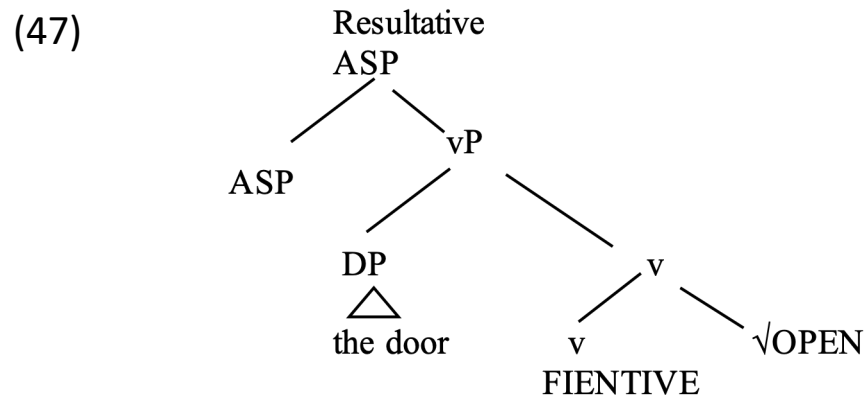 (47)
Resultative
ASP
vP
ASP
DP
v
the door
v
√OPEN
FIENTIVE